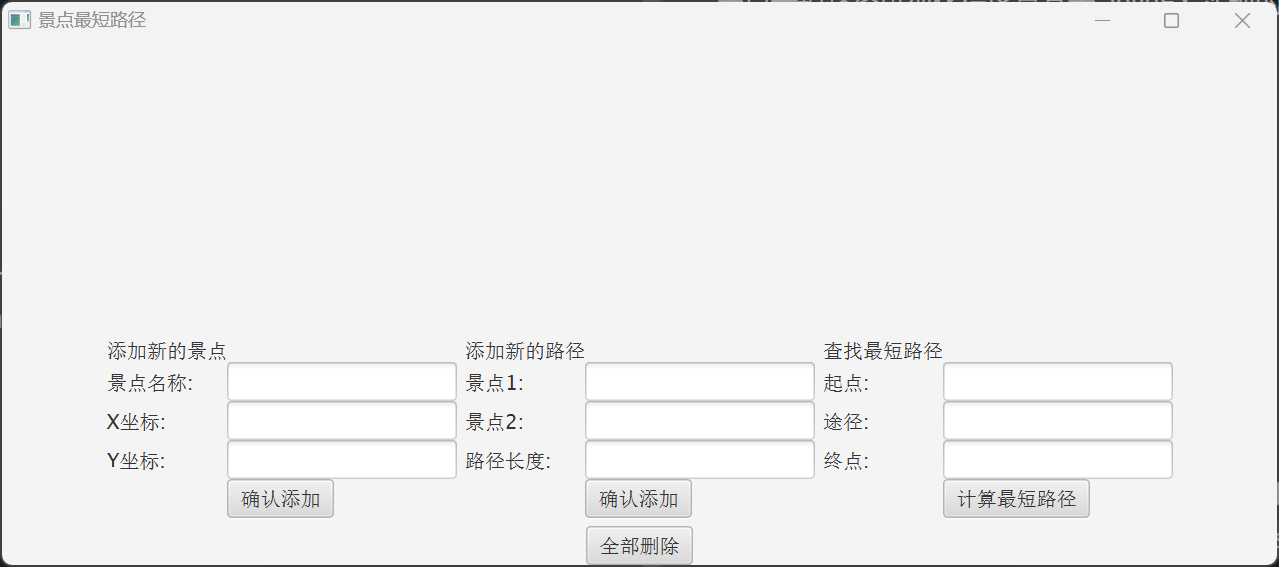 景点最短路径
添加新的景点 添加新的路径 查找最短路径
景点名称: 景点1: 起点:
X坐标: 景点2: 途径:
Y坐标: 路径长度: 终点:
确认添加 确认添加 计算最短路径
全部删除